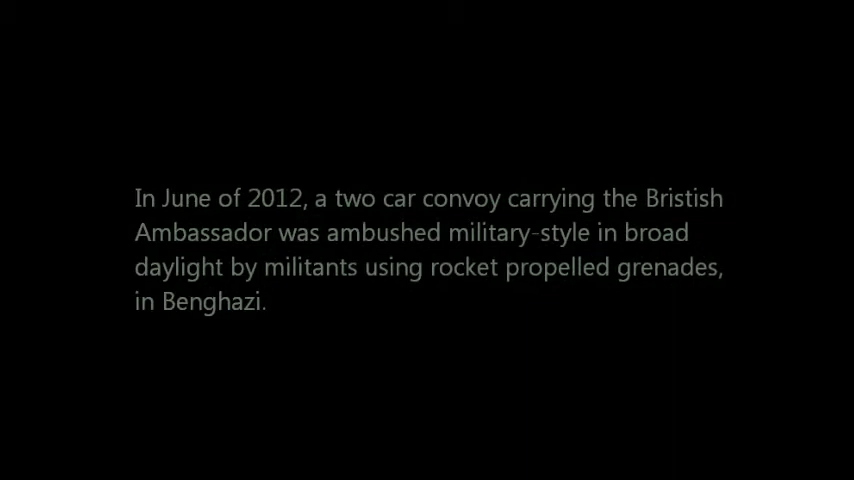 In June of 2012, a two car convoy carrying the Bristish
Ambassador was ambushed military-style in broad
daylight by militants using rocket propelled grenades,
in Benghazi.